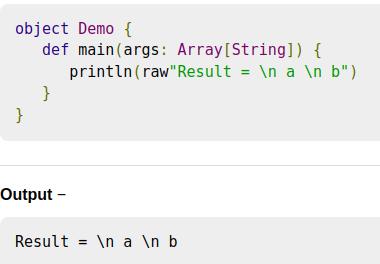 object Demo {
   def main(args: Array[String]) {
      println(raw"Result = \n a \n b")
   }
}
Output −
Result = \n a \n b